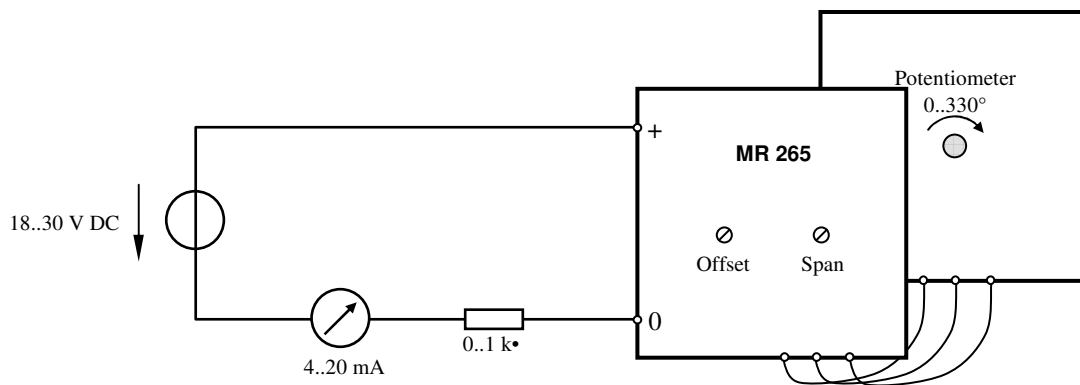 Potentiometer
0..330°
+
MR 265
18..30 V DC
Offset
Span
0
0..1 k•
4..20 mA